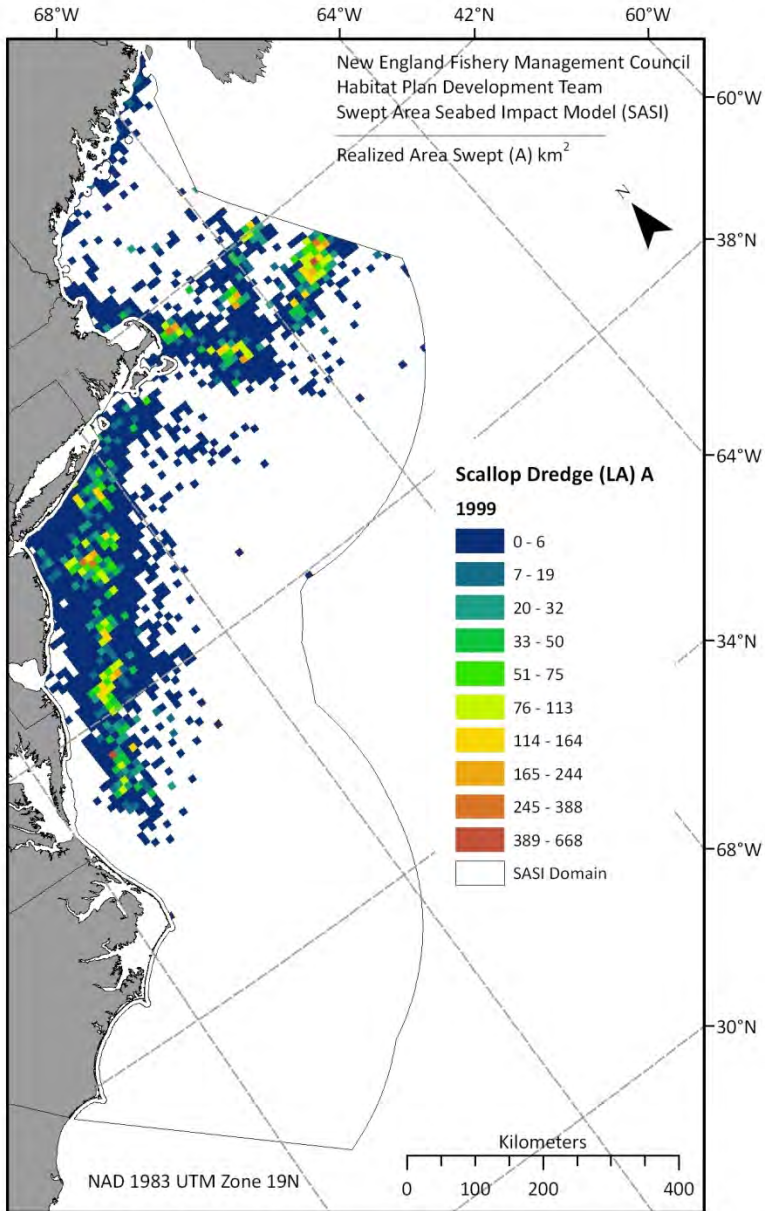 68°W 64°W 42°N 60°W
New England Fishery Management Council
Habitat Plan Development Team
Swept Area Seabed Impact Model (SASI)
Realized Area Swept (A) km²
60°W
N
38°N
64°W
Scallop Dredge (LA) A
1999
0 - 6
7 - 19
20 - 32
33 - 50
51 - 75
76 - 113
114 - 164
165 - 244
245 - 388
389 - 668
SASI Domain
34°N
68°W
30°N
Kilometers
0 100 200 300 400
NAD 1983 UTM Zone 19N